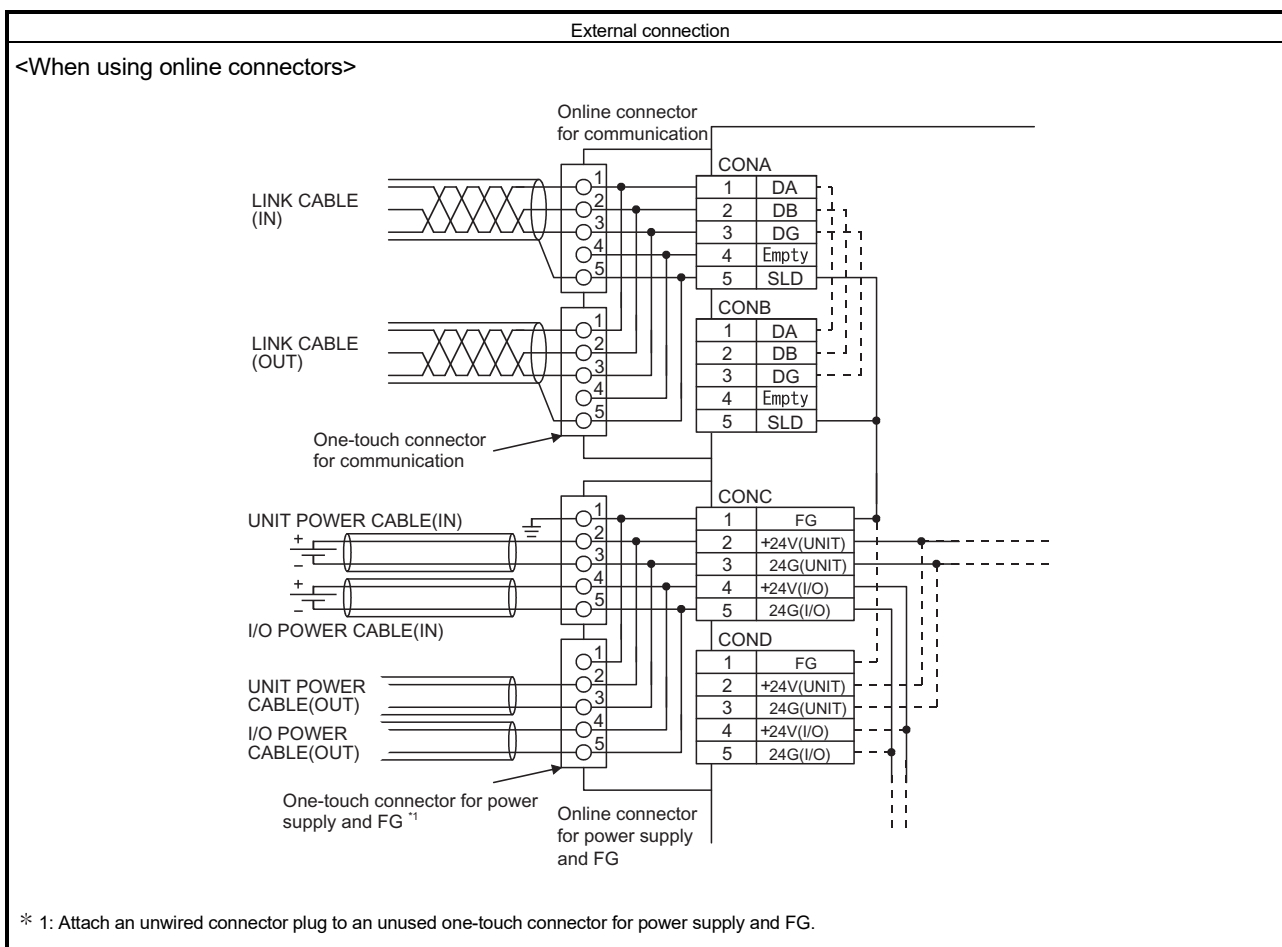 External connection
<When using online connectors>
Online connector
for communication
LINK CABLE
(IN)
1
2
3
4
5
CONA
1 DA
2 DB
3 DG
4 Empty
5 SLD
LINK CABLE
(OUT)
1
2
3
4
5
CONB
1 DA
2 DB
3 DG
4 Empty
5 SLD
One-touch connector
for communication
UNIT POWER CABLE(IN)
+
−
+
−
I/O POWER CABLE(IN)
1
2
3
4
5
CONC
1 FG
2 +24V(UNIT)
3 24G(UNIT)
4 +24V(I/O)
5 24G(I/O)
UNIT POWER
CABLE(OUT)
I/O POWER
CABLE(OUT)
1
2
3
4
5
COND
1 FG
2 +24V(UNIT)
3 24G(UNIT)
4 +24V(I/O)
5 24G(I/O)
One-touch connector for power
supply and FG *1
Online connector
for power supply
and FG
＊ 1: Attach an unwired connector plug to an unused one-touch connector for power supply and FG.